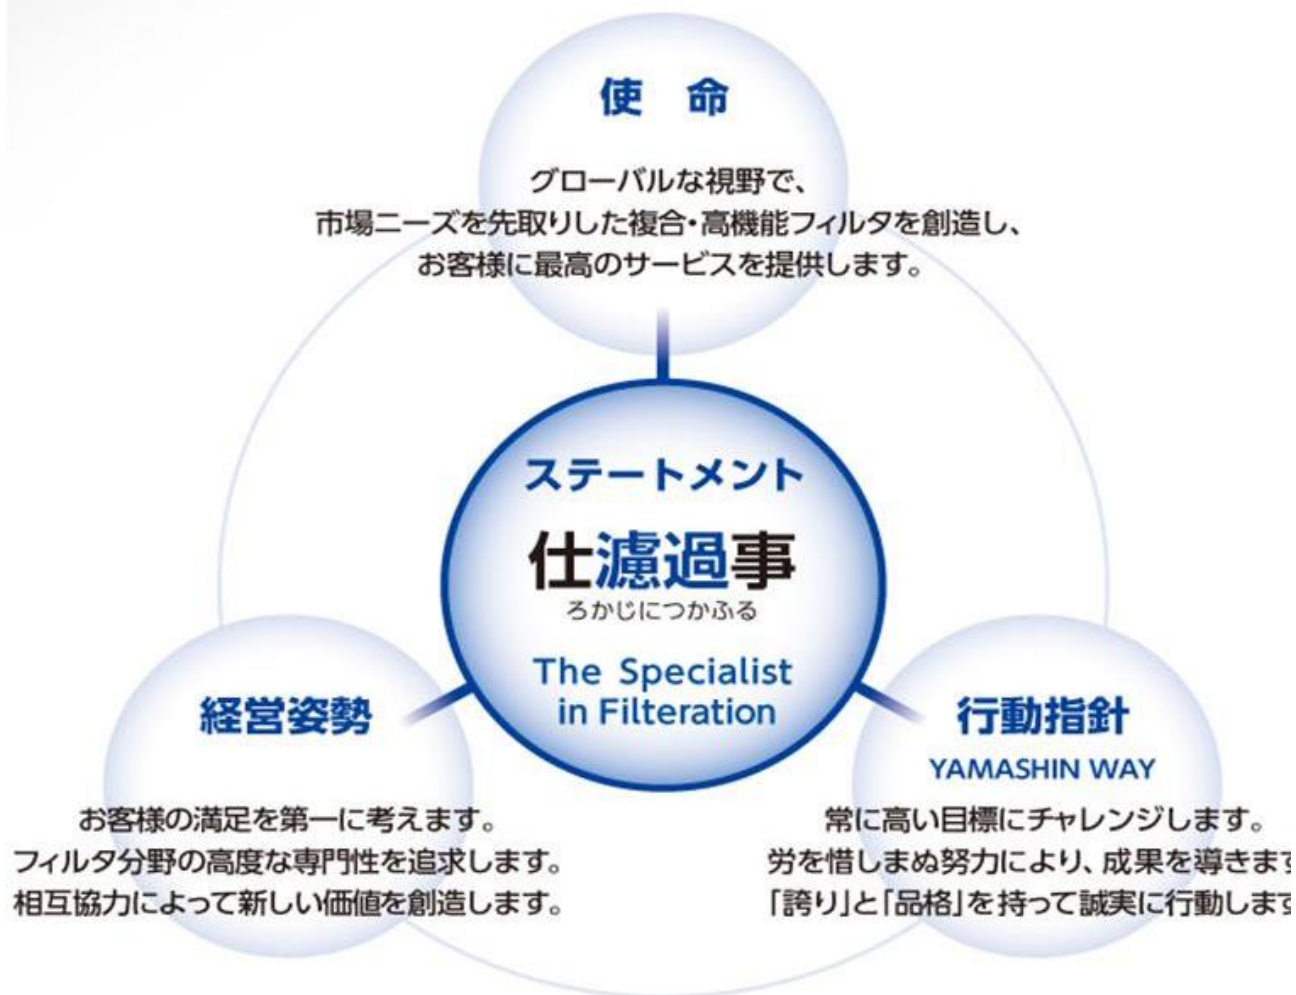 使 命
グローバルな視野で、
市場ニーズを先取りした複合・高機能フィルタを創造し、
お客様に最高のサービスを提供します。
ステートメント
仕濾過事
ろかじにつかふる
The Specialist
in Filteration
経営姿勢
お客様の満足を第一に考えます。
フィルタ分野の高度な専門性を追求します。
相互協力によって新しい価値を創造します。
行動指針
YAMASHIN WAY
常に高い目標にチャレンジします。
労を惜しまぬ努力により、成果を導きます
「誇り」と「品格」を持って誠実に行動します